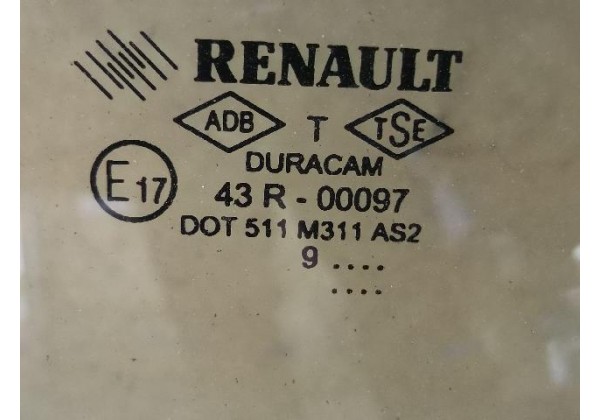 RENAULT
ADB T TSE
DURACAM
E17 43 R - 00097
DOT 511 M311 AS2
9 ....
....